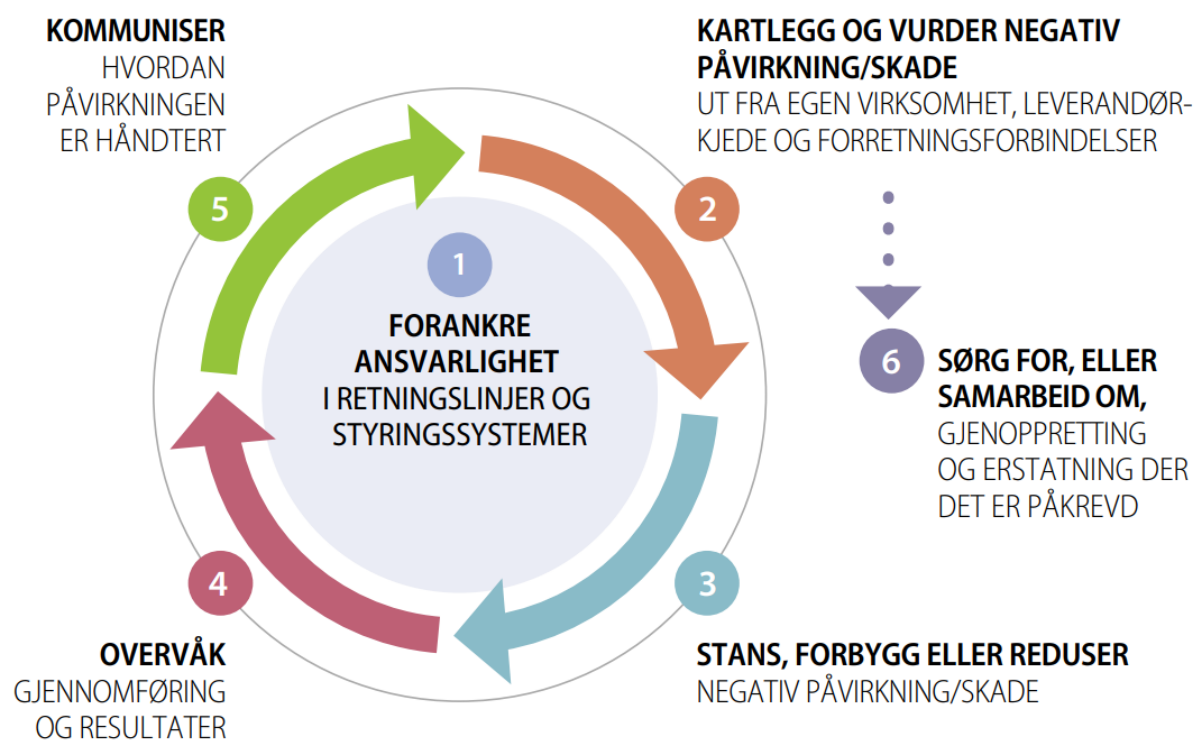 1
FORANKRE
ANSVARLIGHET
I RETNINGSLINJER OG
STYRINGSSYSTEMER
2
KARTLEGG OG VURDER NEGATIV
PÅVIRKNING/SKADE
UT FRA EGEN VIRKSOMHET, LEVERANDØR-
KJEDE OG FORRETNINGSFORBINDELSER
3
STANS, FORBYGG ELLER REDUSER
NEGATIV PÅVIRKNING/SKADE
4
OVERVÅK
GJENNOMFØRING
OG RESULTATER
5
KOMMUNISER
HVORDAN
PÅVIRKNINGEN
ER HÅNDTERT
6
SØRG FOR, ELLER
SAMARBEID OM,
GJENOPPRETTING
OG ERSTATNING DER
DET ER PÅKREVD